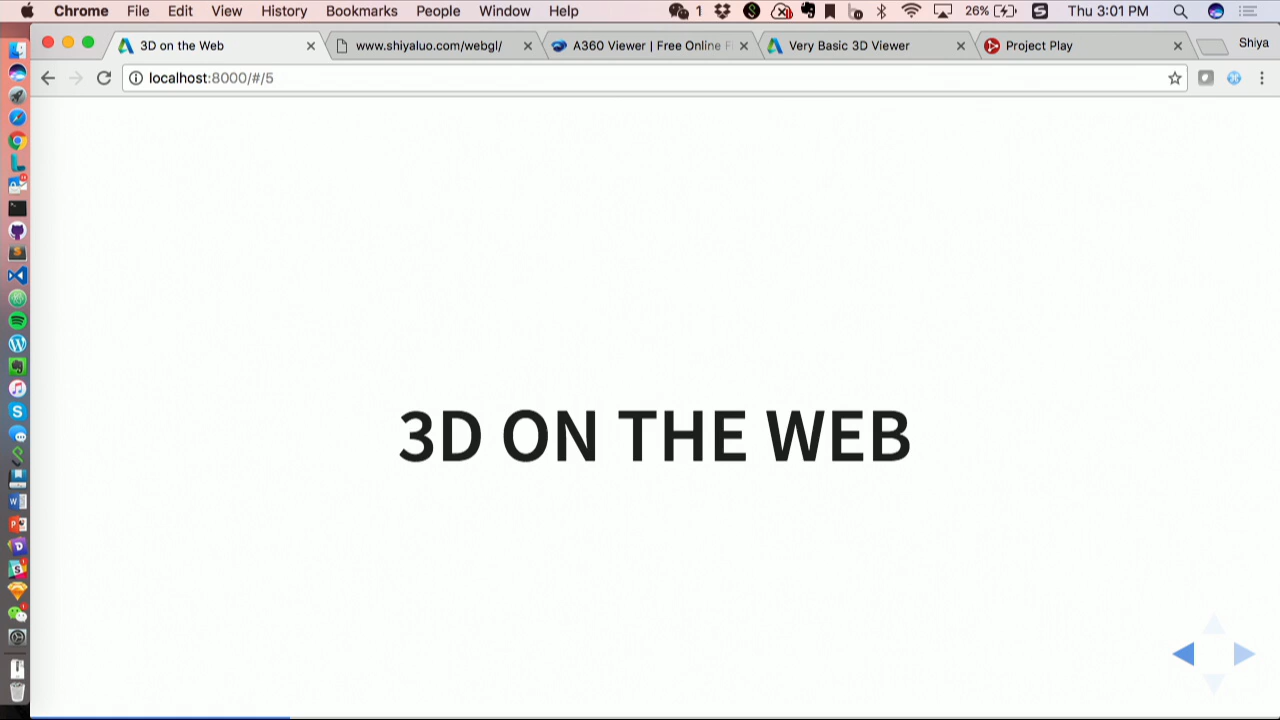 Chrome File Edit View History Bookmarks People Window Help 1 26% Thu 3:01 PM
3D on the Web www.shiyaluo.com/webgl/ A360 Viewer | Free Online F Very Basic 3D Viewer Project Play Shiya
localhost:8000/#/5
3D ON THE WEB